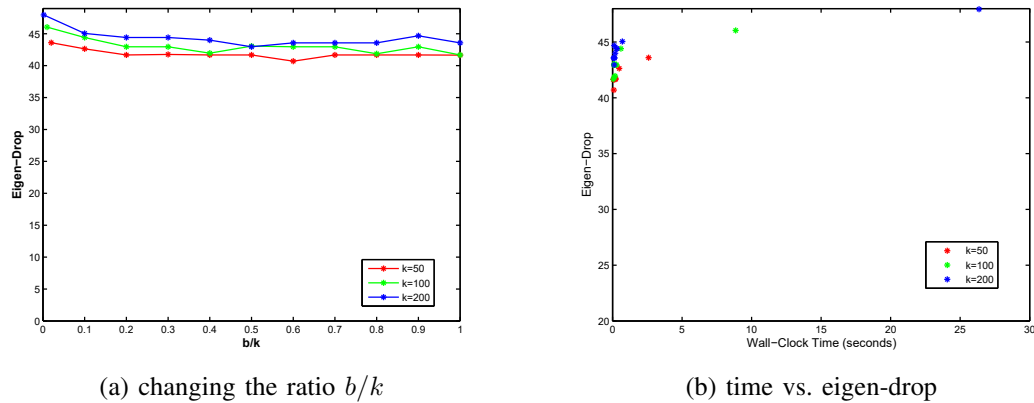 45
40
35
30
25
20
15
10
5
0
Eigen−Drop
0 0.1 0.2 0.3 0.4 0.5 0.6 0.7 0.8 0.9 1
b/k
k=50
k=100
k=200
(a) changing the ratio b/k
45
40
35
30
25
20
Eigen−Drop
0 5 10 15 20 25 30
Wall−Clock Time (seconds)
k=50
k=100
k=200
(b) time vs. eigen-drop